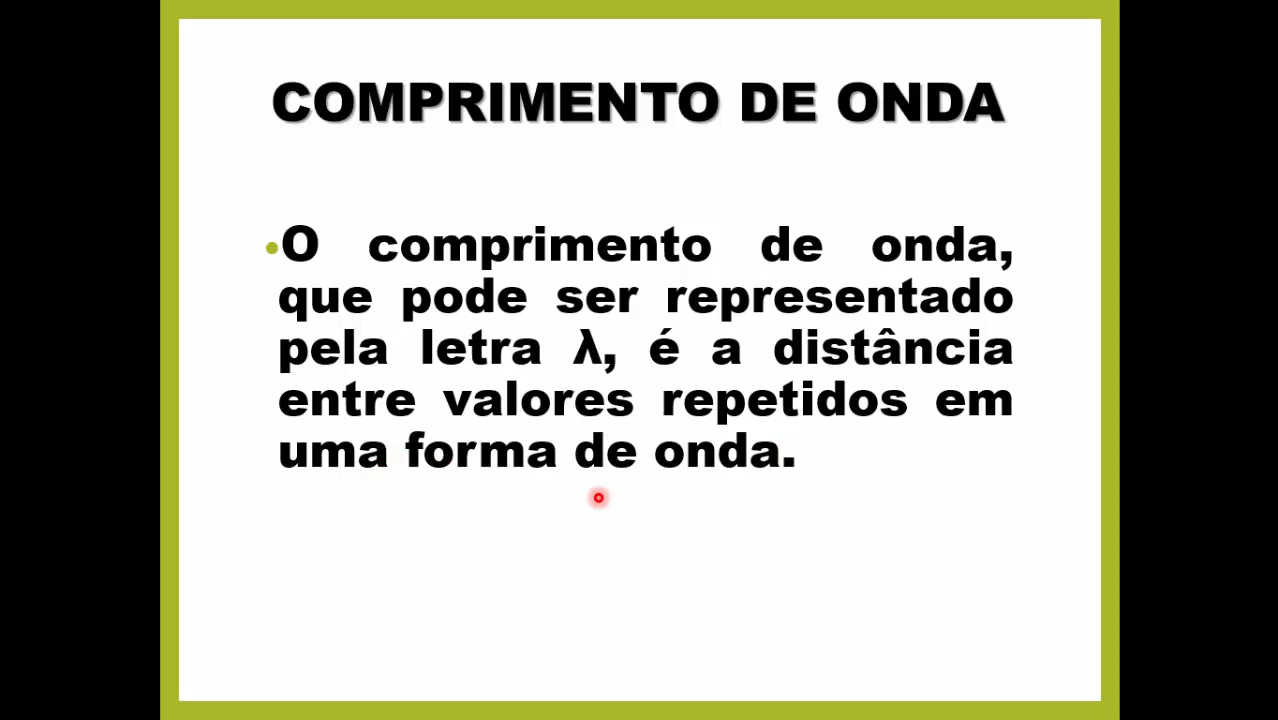 COMPRIMENTO DE ONDA
•O comprimento de onda,
que pode ser representado
pela letra λ, é a distância
entre valores repetidos em
uma forma de onda.